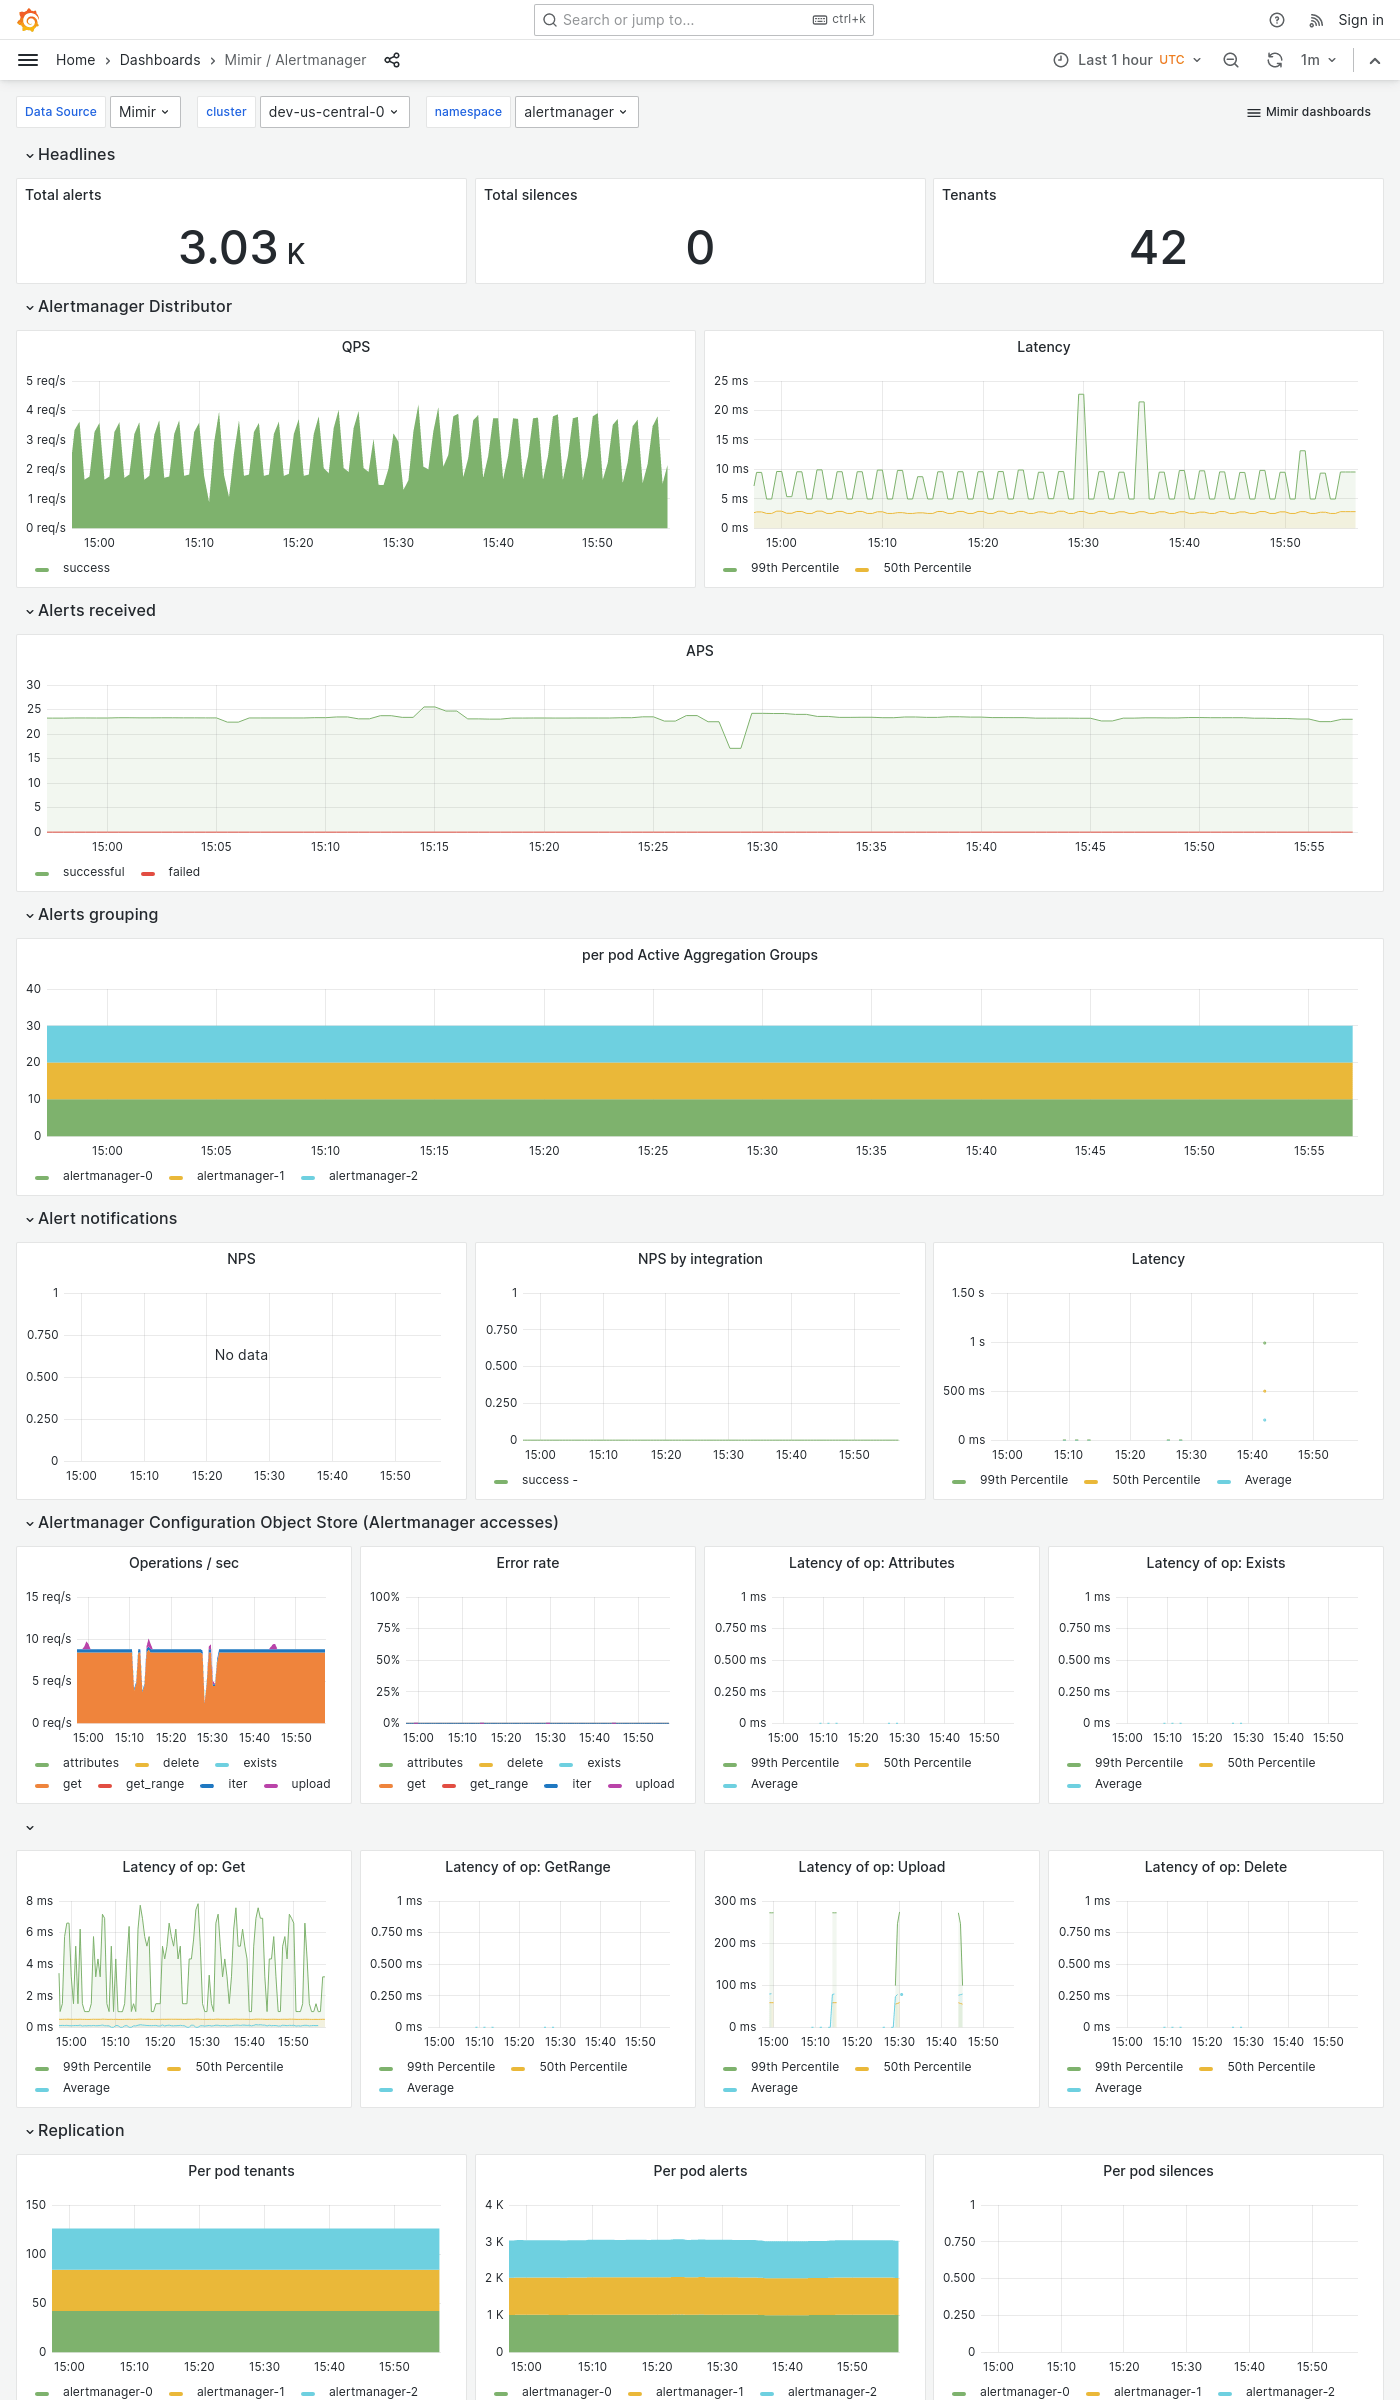 Search or jump to... ctrl+k Sign in
Home Dashboards Mimir / Alertmanager Last 1 hour UTC 1m
Data Source Mimir cluster dev-us-central-0 namespace alertmanager Mimir dashboards
Headlines
Total alerts Total silences Tenants
3.03 K 0 42
Alertmanager Distributor
QPS
5 req/s
4 req/s
3 req/s
2 req/s
1 req/s
0 req/s
15:00 15:10 15:20 15:30 15:40 15:50
success
Latency
25 ms
20 ms
15 ms
10 ms
5 ms
0 ms
15:00 15:10 15:20 15:30 15:40 15:50
99th Percentile 50th Percentile
Alerts received
APS
30
25
20
15
10
5
0
15:00 15:05 15:10 15:15 15:20 15:25 15:30 15:35 15:40 15:45 15:50 15:55
successful failed
Alerts grouping
per pod Active Aggregation Groups
40
30
20
10
0
15:00 15:05 15:10 15:15 15:20 15:25 15:30 15:35 15:40 15:45 15:50 15:55
alertmanager-0 alertmanager-1 alertmanager-2
Alert notifications
NPS
1
0.750
No data
0.500
0.250
0
15:00 15:10 15:20 15:30 15:40 15:50
NPS by integration
1
0.750
0.500
0.250
0
15:00 15:10 15:20 15:30 15:40 15:50
success -
Latency
1.50 s
1 s
500 ms
0 ms
15:00 15:10 15:20 15:30 15:40 15:50
99th Percentile 50th Percentile Average
Alertmanager Configuration Object Store (Alertmanager accesses)
Operations / sec
15 req/s
10 req/s
5 req/s
0 req/s
15:00 15:10 15:20 15:30 15:40 15:50
attributes delete exists
get get_range iter upload
Error rate
100%
75%
50%
25%
0%
15:00 15:10 15:20 15:30 15:40 15:50
attributes delete exists
get get_range iter upload
Latency of op: Attributes
1 ms
0.750 ms
0.500 ms
0.250 ms
0 ms
15:00 15:10 15:20 15:30 15:40 15:50
99th Percentile 50th Percentile
Average
Latency of op: Exists
1 ms
0.750 ms
0.500 ms
0.250 ms
0 ms
15:00 15:10 15:20 15:30 15:40 15:50
99th Percentile 50th Percentile
Average
Latency of op: Get
8 ms
6 ms
4 ms
2 ms
0 ms
15:00 15:10 15:20 15:30 15:40 15:50
99th Percentile 50th Percentile
Average
Latency of op: GetRange
1 ms
0.750 ms
0.500 ms
0.250 ms
0 ms
15:00 15:10 15:20 15:30 15:40 15:50
99th Percentile 50th Percentile
Average
Latency of op: Upload
300 ms
200 ms
100 ms
0 ms
15:00 15:10 15:20 15:30 15:40 15:50
99th Percentile 50th Percentile
Average
Latency of op: Delete
1 ms
0.750 ms
0.500 ms
0.250 ms
0 ms
15:00 15:10 15:20 15:30 15:40 15:50
99th Percentile 50th Percentile
Average
Replication
Per pod tenants
150
100
50
0
15:00 15:10 15:20 15:30 15:40 15:50
alertmanager-0 alertmanager-1 alertmanager-2
Per pod alerts
4 K
3 K
2 K
1 K
0
15:00 15:10 15:20 15:30 15:40 15:50
alertmanager-0 alertmanager-1 alertmanager-2
Per pod silences
1
0.750
0.500
0.250
0
15:00 15:10 15:20 15:30 15:40 15:50
alertmanager-0 alertmanager-1 alertmanager-2